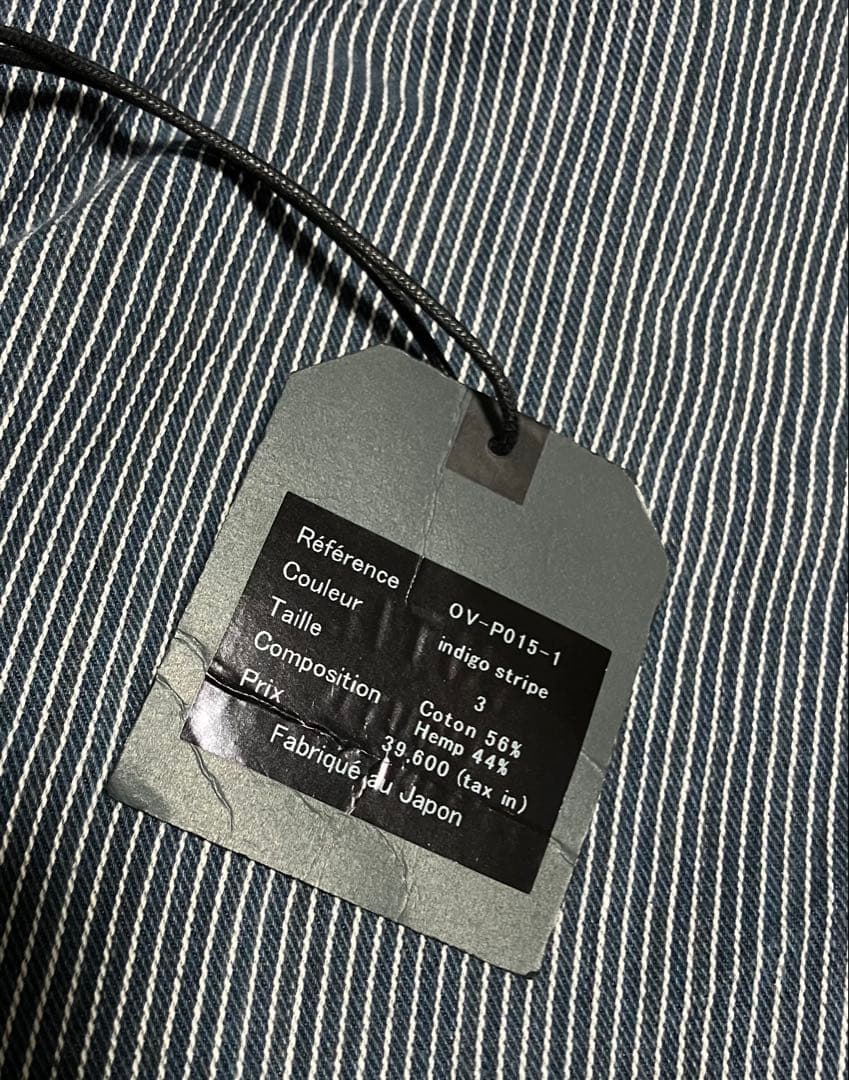 Référence OV-P015-1
Couleur indigo stripe
Taille 3
Composition Coton 56%
Hemp 44%
Prix 39,600 (tax in)
Fabriqué au Japon